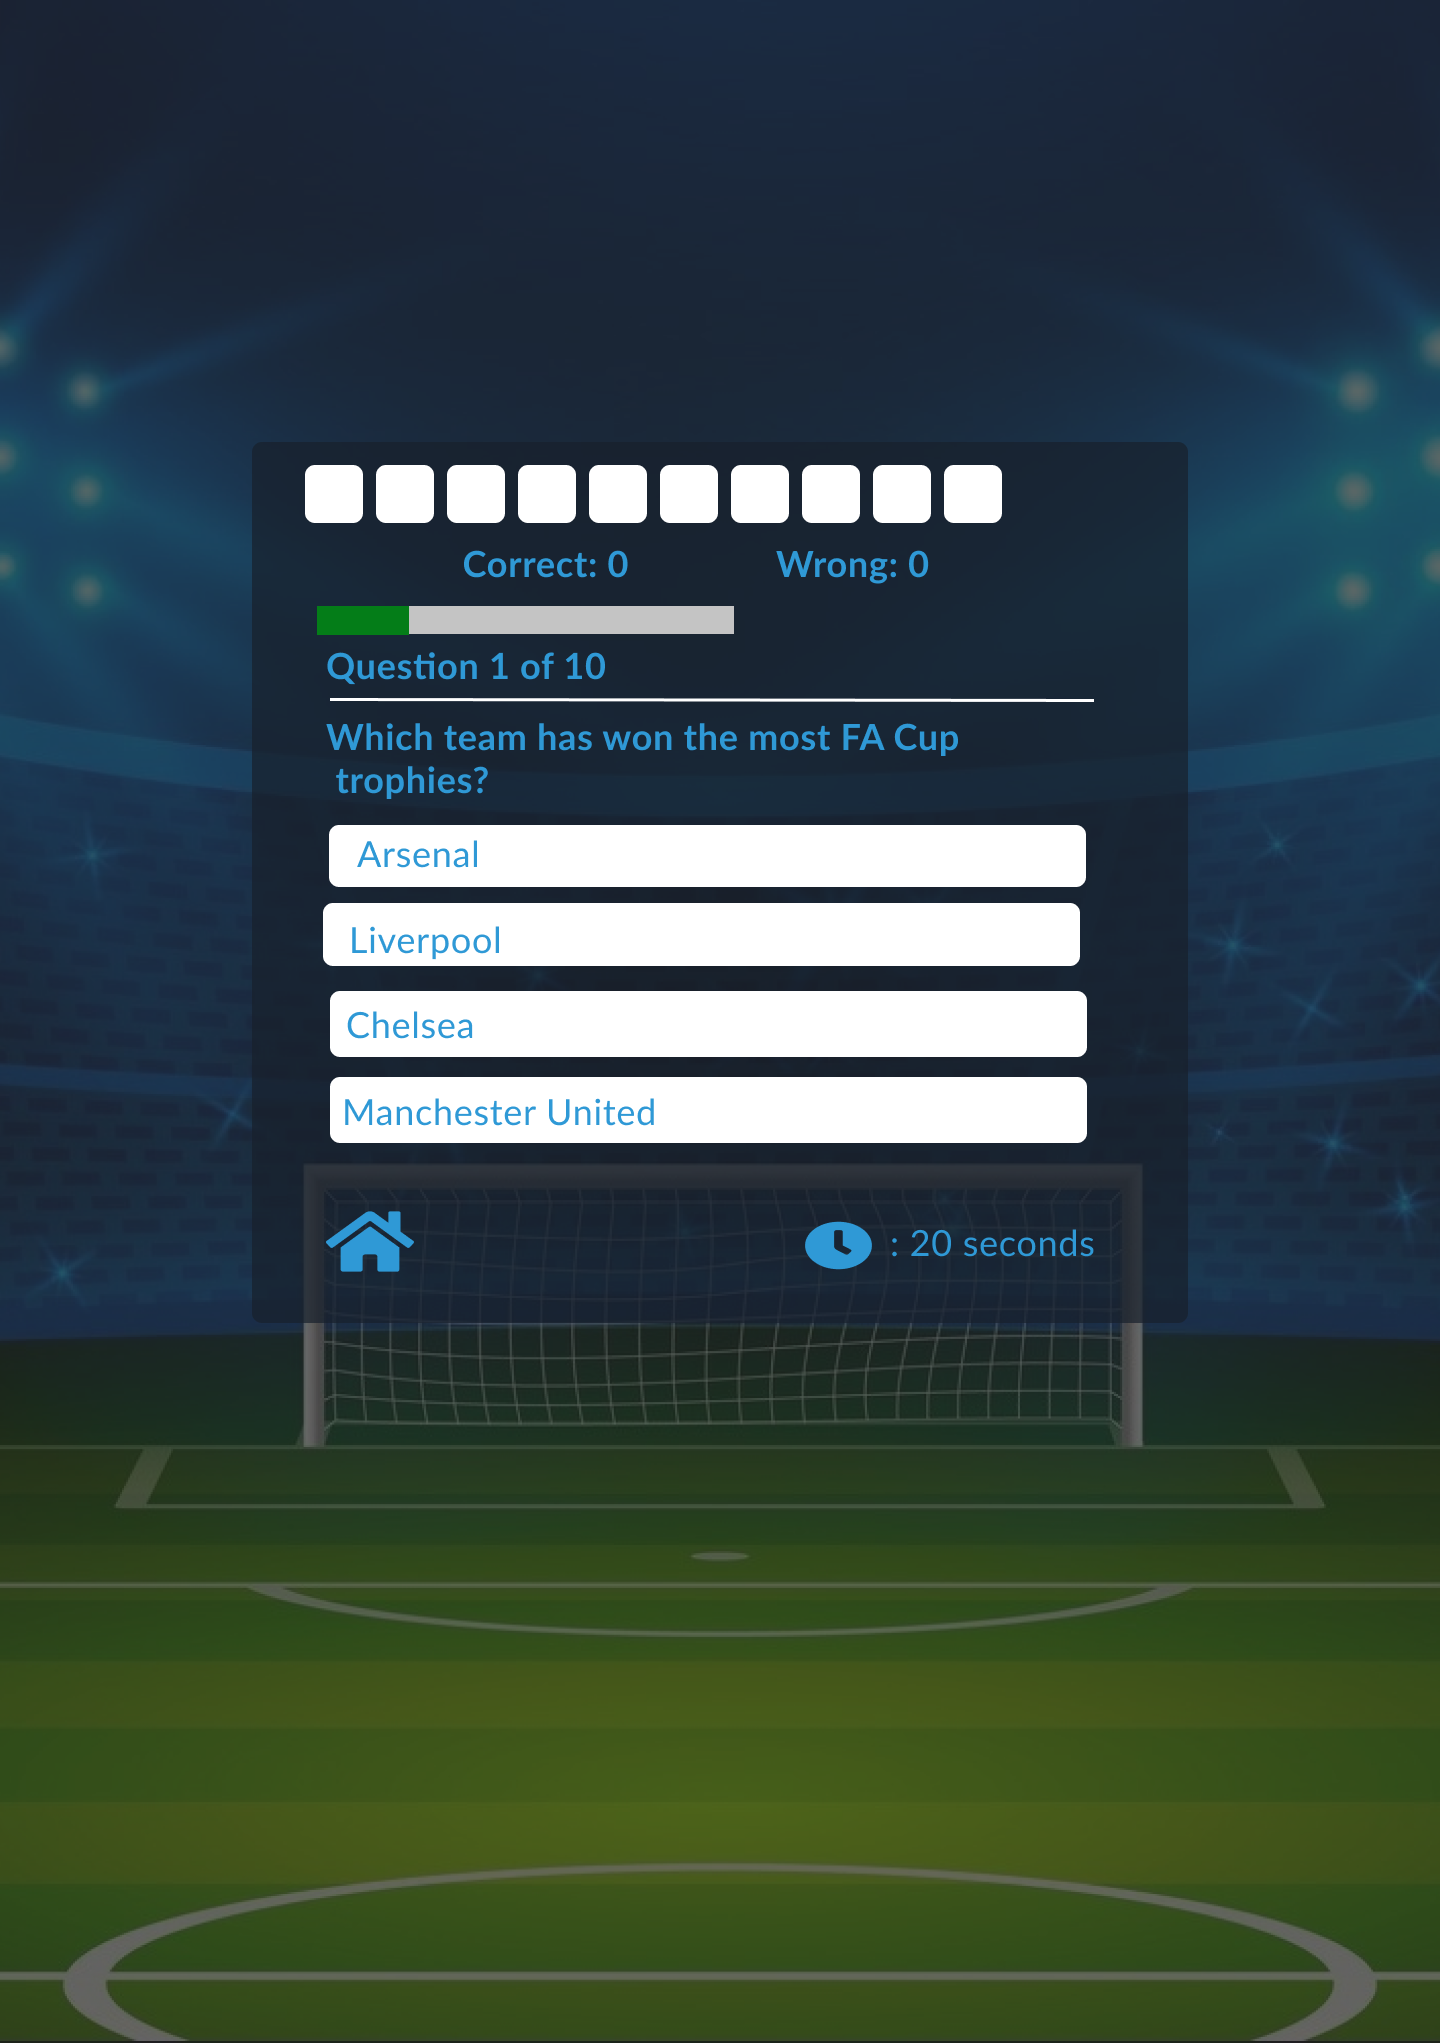 Correct: 0 Wrong: 0
Question 1 of 10
Which team has won the most FA Cup
trophies?
Arsenal
Liverpool
Chelsea
Manchester United
: 20 seconds